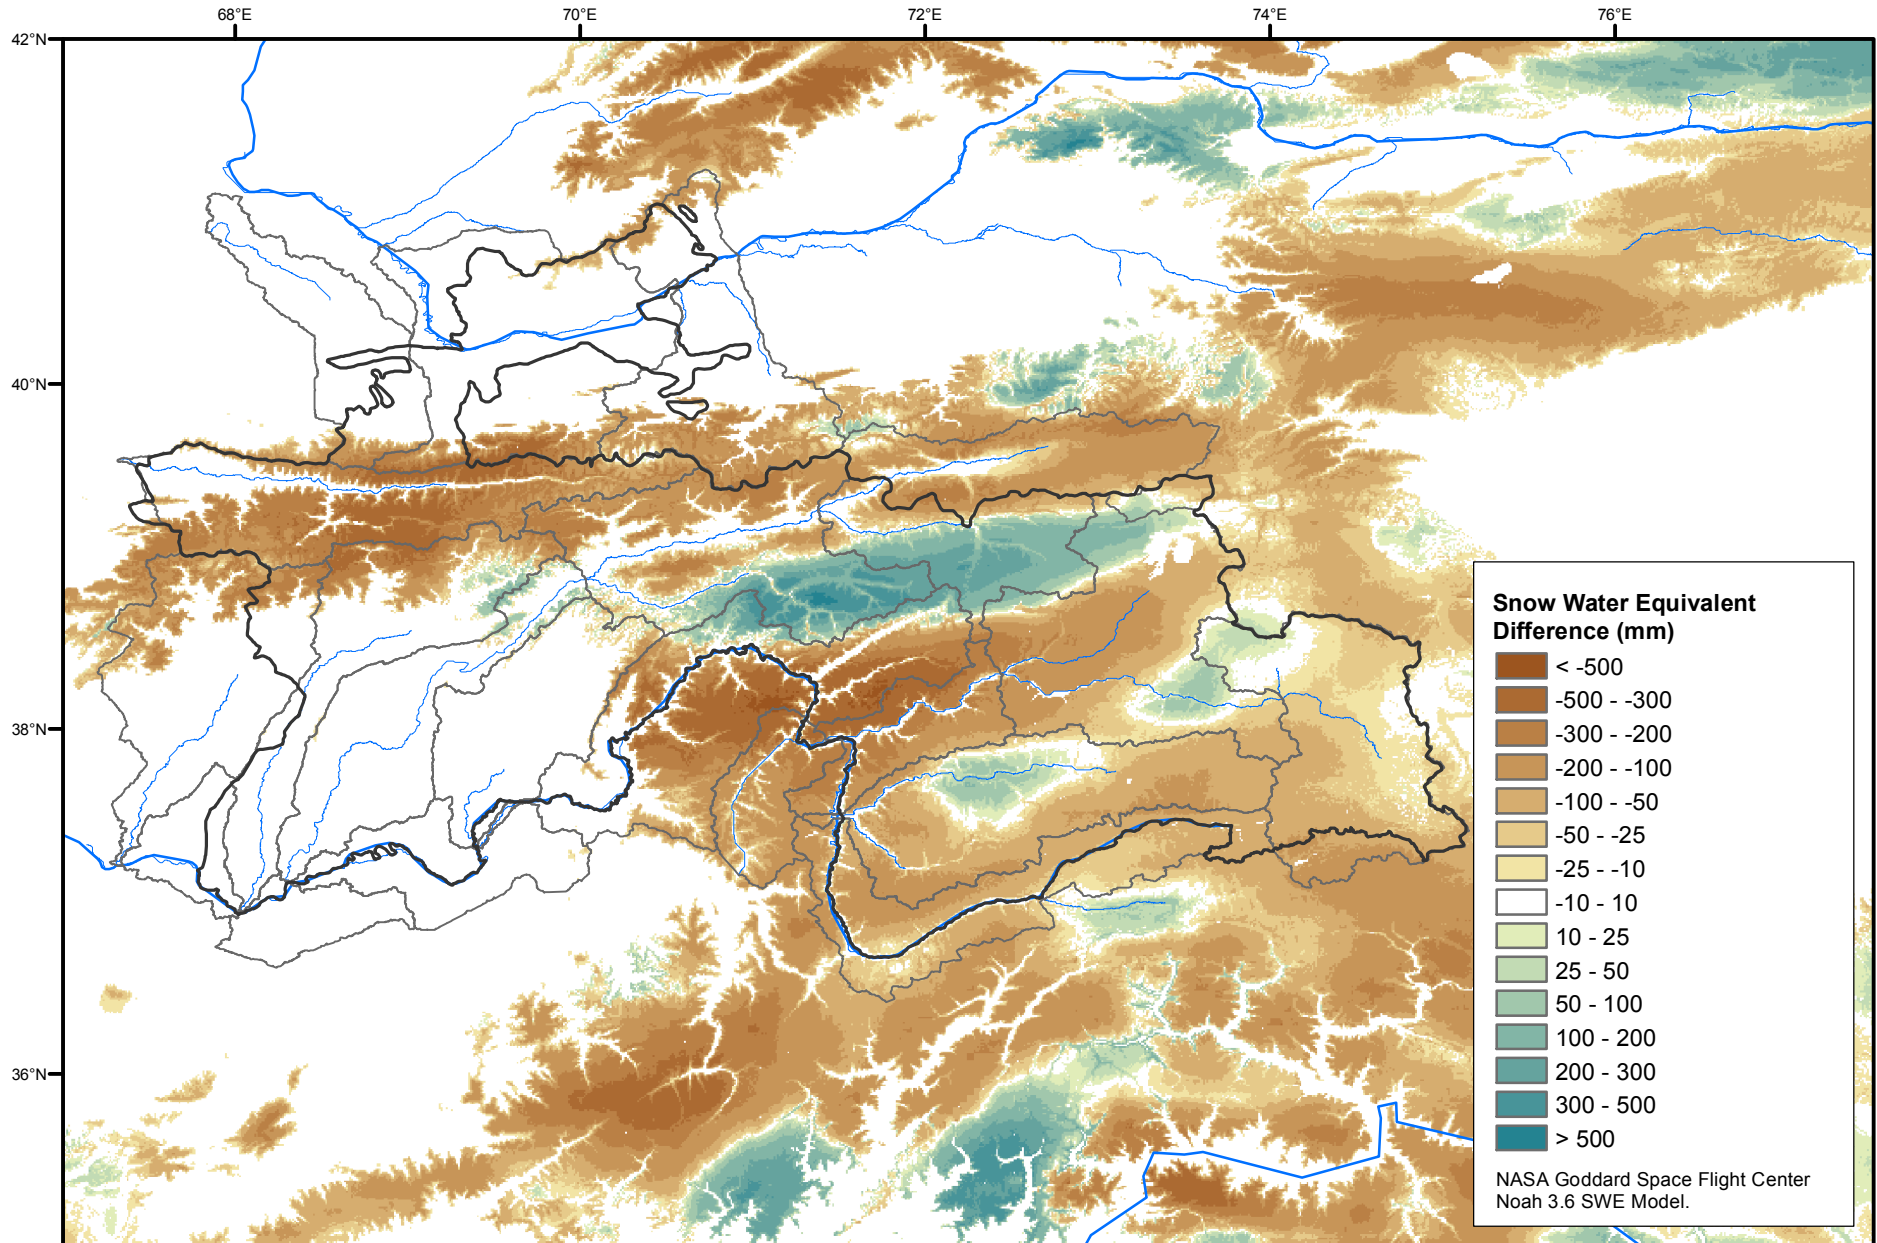 68°E
70°E
72°E
74°E
76°E
42°N
40°N
38°N
36°N
Snow Water Equivalent
Difference (mm)
< -500
-500 - -300
-300 - -200
-200 - -100
-100 - -50
-50 - -25
-25 - -10
-10 - 10
10 - 25
25 - 50
50 - 100
100 - 200
200 - 300
300 - 500
> 500
NASA Goddard Space Flight Center
Noah 3.6 SWE Model.